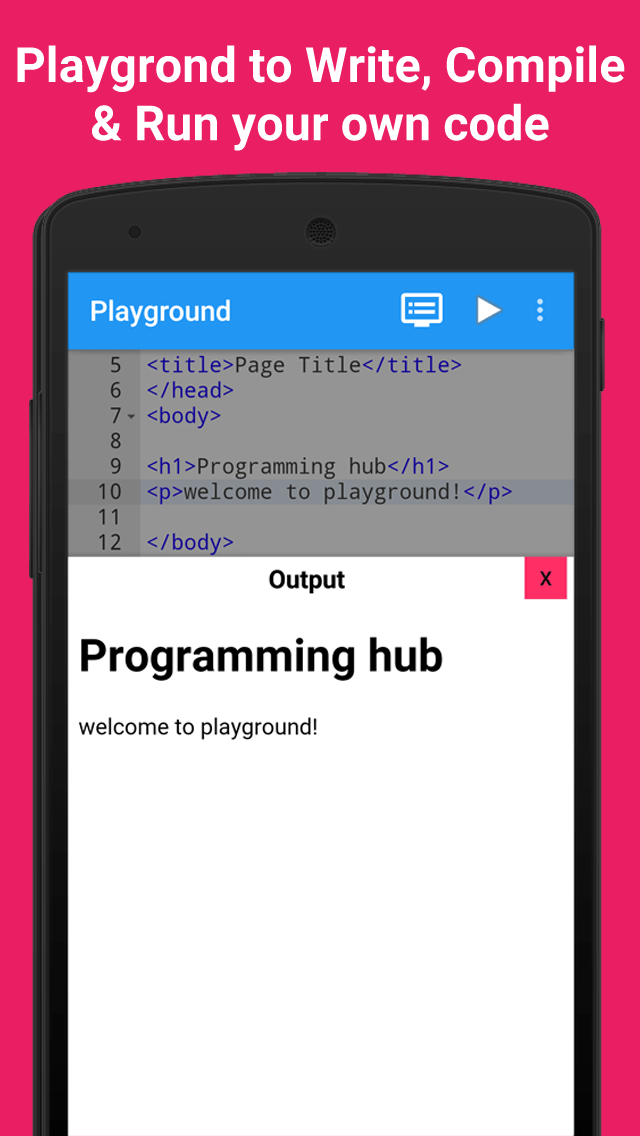 Playgrond to Write, Compile
& Run your own code
Playground
5 <title>Page Title</title>
6 </head>
7 <body>
8
9 <h1>Programming hub</h1>
10 <p>welcome to playground!</p>
11
12 </body>
Output X
Programming hub
welcome to playground!